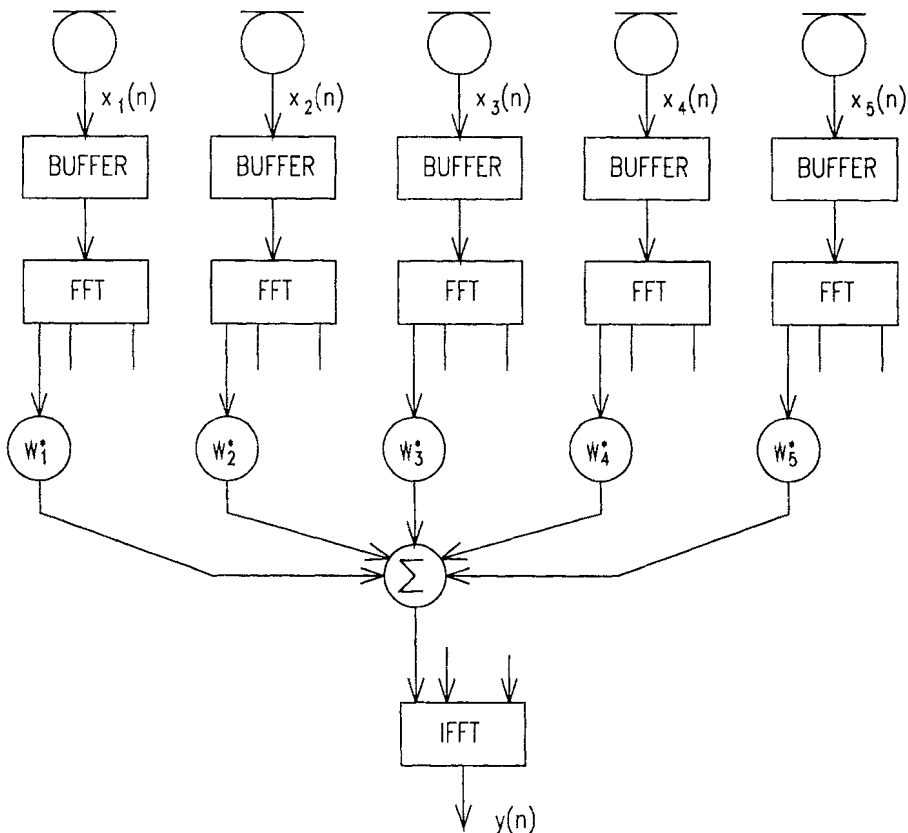 x₁(n) x₂(n) x₃(n) x₄(n) x₅(n)
BUFFER BUFFER BUFFER BUFFER BUFFER
FFT FFT FFT FFT FFT
W₁* W₂* W₃* W₄* W₅*
Σ
IFFT
y(n)